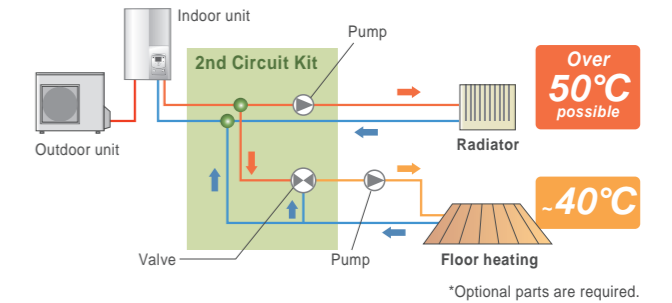 Indoor unit
Pump
2nd Circuit Kit
Over
50°C
possible
Outdoor unit
Radiator
~40°C
Valve
Pump
Floor heating
*Optional parts are required.